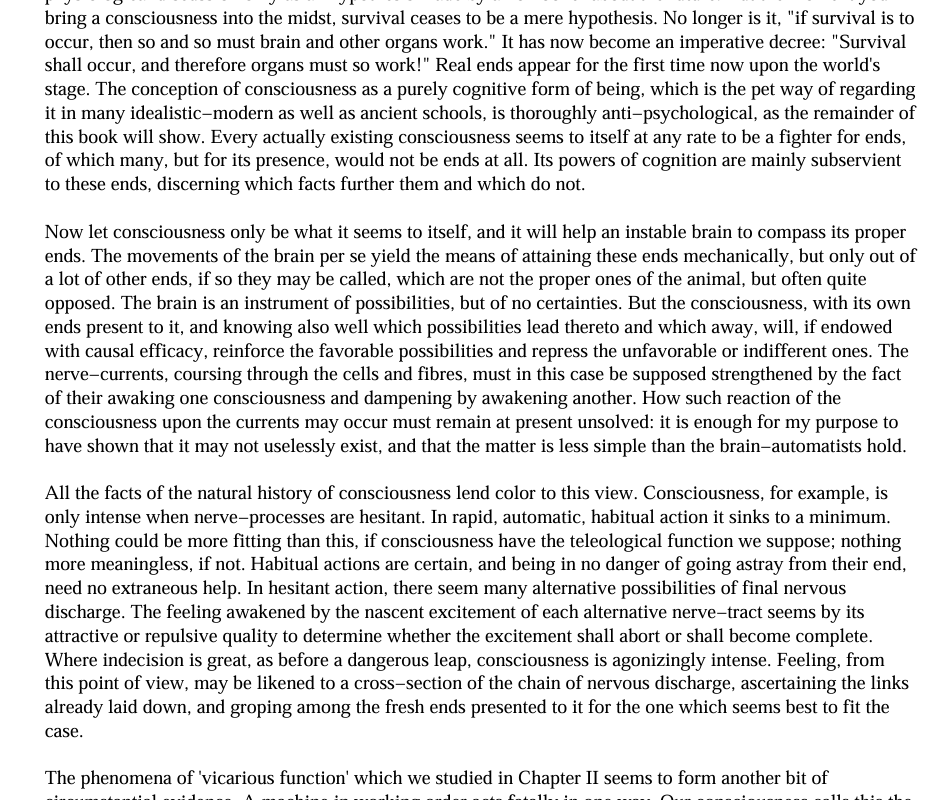 bring a consciousness into the midst, survival ceases to be a mere hypothesis. No longer is it, "if survival is to
occur, then so and so must brain and other organs work." It has now become an imperative decree: "Survival
shall occur, and therefore organs must so work!" Real ends appear for the first time now upon the world's
stage. The conception of consciousness as a purely cognitive form of being, which is the pet way of regarding
it in many idealistic−modern as well as ancient schools, is thoroughly anti−psychological, as the remainder of
this book will show. Every actually existing consciousness seems to itself at any rate to be a fighter for ends,
of which many, but for its presence, would not be ends at all. Its powers of cognition are mainly subservient
to these ends, discerning which facts further them and which do not.

Now let consciousness only be what it seems to itself, and it will help an instable brain to compass its proper
ends. The movements of the brain per se yield the means of attaining these ends mechanically, but only out of
a lot of other ends, if so they may be called, which are not the proper ones of the animal, but often quite
opposed. The brain is an instrument of possibilities, but of no certainties. But the consciousness, with its own
ends present to it, and knowing also well which possibilities lead thereto and which away, will, if endowed
with causal efficacy, reinforce the favorable possibilities and repress the unfavorable or indifferent ones. The
nerve−currents, coursing through the cells and fibres, must in this case be supposed strengthened by the fact
of their awaking one consciousness and dampening by awakening another. How such reaction of the
consciousness upon the currents may occur must remain at present unsolved: it is enough for my purpose to
have shown that it may not uselessly exist, and that the matter is less simple than the brain−automatists hold.

All the facts of the natural history of consciousness lend color to this view. Consciousness, for example, is
only intense when nerve−processes are hesitant. In rapid, automatic, habitual action it sinks to a minimum.
Nothing could be more fitting than this, if consciousness have the teleological function we suppose; nothing
more meaningless, if not. Habitual actions are certain, and being in no danger of going astray from their end,
need no extraneous help. In hesitant action, there seem many alternative possibilities of final nervous
discharge. The feeling awakened by the nascent excitement of each alternative nerve−tract seems by its
attractive or repulsive quality to determine whether the excitement shall abort or shall become complete.
Where indecision is great, as before a dangerous leap, consciousness is agonizingly intense. Feeling, from
this point of view, may be likened to a cross−section of the chain of nervous discharge, ascertaining the links
already laid down, and groping among the fresh ends presented to it for the one which seems best to fit the
case.

The phenomena of 'vicarious function' which we studied in Chapter II seems to form another bit of